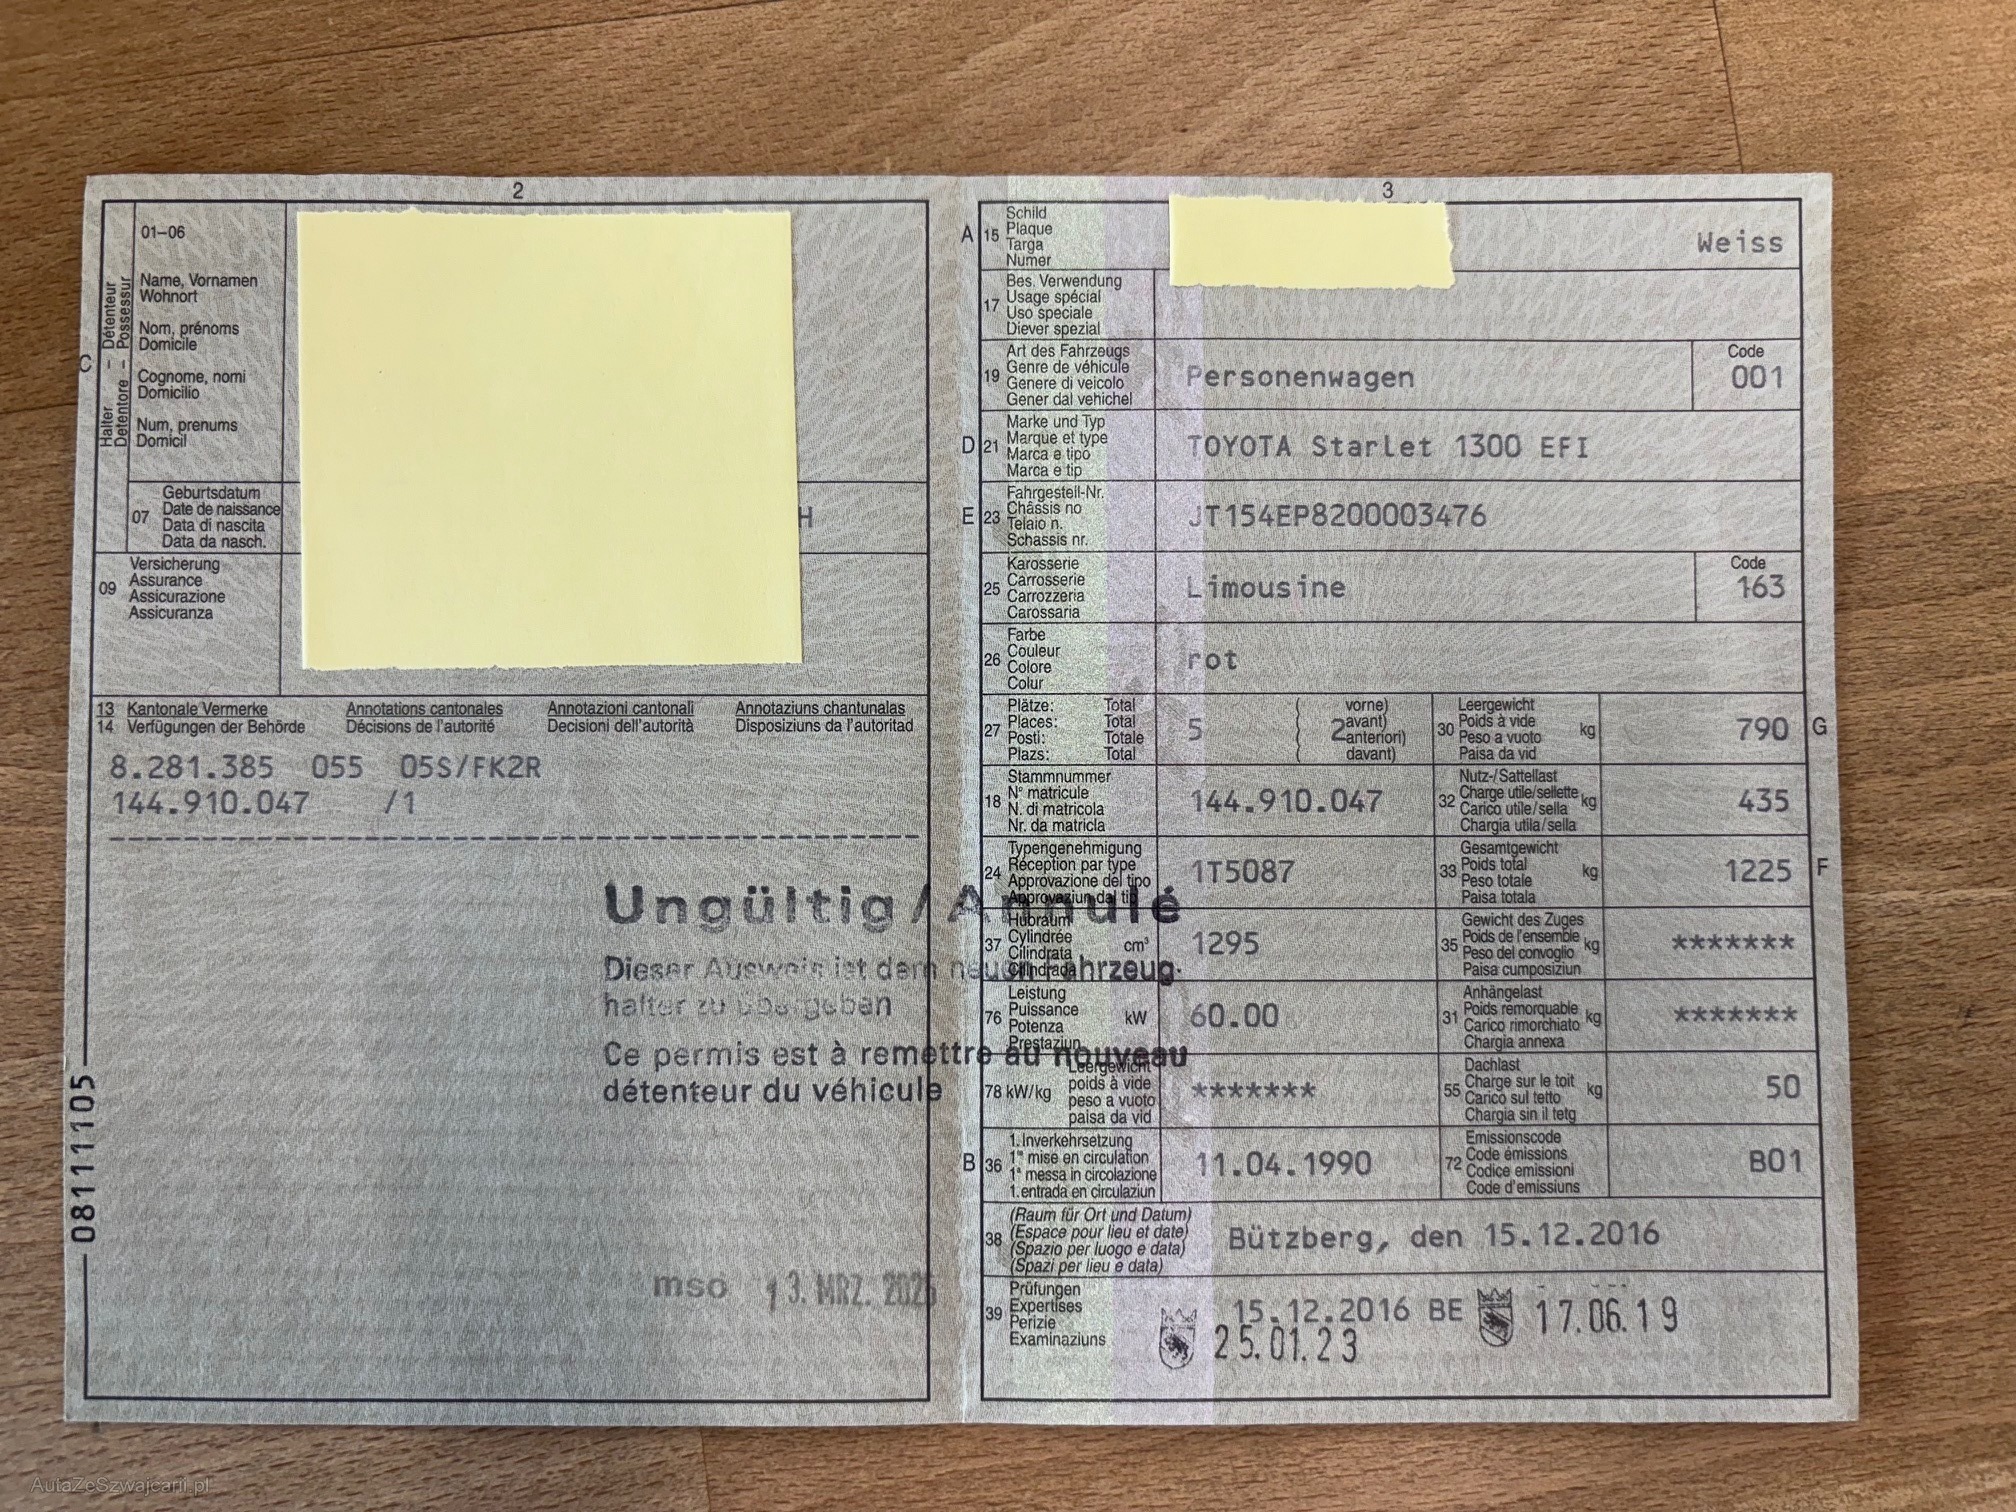 2
01–06
Name, Vornamen
Wohnort
Nom, prénoms
Domicile
Cognome, nomi
Domicilio
Num, prenums
Domicil
C
Halter – Détenteur
Detentore – Possessur
07
Geburtsdatum
Date de naissance
Data di nascita
Data da nasch.
H
09
Versicherung
Assurance
Assicurazione
Assicuranza
13 Kantonale Vermerke Annotations cantonales Annotazioni cantonali Annotaziuns chantunalas
14 Verfügungen der Behörde Décisions de l'autorité Decisioni dell'autorità Disposiziuns da l'autoritad
8.281.385 055 05S/FK2R
144.910.047 /1
Ungültig / Annulé
Dieser Ausweis ist dem neuen Fahrzeug-
halter zu übergeben
Ce permis est à remettre au nouveau
détenteur du véhicule
mso 13. MRZ. 2025
08111105
3
A 15
Schild
Plaque
Targa
Numer
Weiss
17
Bes. Verwendung
Usage spécial
Uso speciale
Diever spezial
19
Art des Fahrzeugs
Genre de véhicule
Genere di veicolo
Gener dal vehichel
Personenwagen
Code
001
D 21
Marke und Typ
Marque et type
Marca e tipo
Marca e tip
TOYOTA Starlet 1300 EFI
E 23
Fahrgestell-Nr.
Châssis no
Telaio n.
Schassis nr.
JT154EP8200003476
25
Karosserie
Carrosserie
Carrozzeria
Carossaria
Limousine
Code
163
26
Farbe
Couleur
Colore
Colur
rot
27
Plätze: Total
Places: Total
Posti: Totale
Plazs: Total
5
( vorne)
( 2 avant)
( anteriori)
( davant)
30
Leergewicht
Poids à vide
Peso a vuoto
Paisa da vid
kg
790
G
18
Stammnummer
N° matricule
N. di matricola
Nr. da matricla
144.910.047
32
Nutz-/Sattellast
Charge utile/sellette
Carico utile/sella
Chargia utila/sella
kg
435
24
Typengenehmigung
Réception par type
Approvazione del tipo
Approvaziun dal tip
1T5087
33
Gesamtgewicht
Poids total
Peso totale
Paisa totala
kg
1225
F
37
Hubraum
Cylindrée
Cilindrata
Cilindrada
cm³
1295
35
Gewicht des Zuges
Poids de l'ensemble
Peso del convoglio
Paisa cumposiziun
kg
*******
76
Leistung
Puissance
Potenza
Prestaziun
kW
60.00
31
Anhängelast
Poids remorquable
Carico rimorchiato
Chargia annexa
kg
*******
78 kW/kg
Leergewicht
poids à vide
peso a vuoto
paisa da vid
*******
55
Dachlast
Charge sur le toit
Carico sul tetto
Chargia sin il tetg
kg
50
B 36
1. Inverkehrsetzung
1re mise en circulation
1a messa in circolazione
1. entrada en circulaziun
11.04.1990
72
Emissionscode
Code émissions
Codice emissioni
Code d'emissiuns
B01
38
(Raum für Ort und Datum)
(Espace pour lieu et date)
(Spazio per luogo e data)
(Spazi per lieu e data)
Bützberg, den 15.12.2016
39
Prüfungen
Expertises
Perizie
Examinaziuns
15.12.2016 BE 17.06.19
25.01.23
AutaZeSzwajcarii.pl